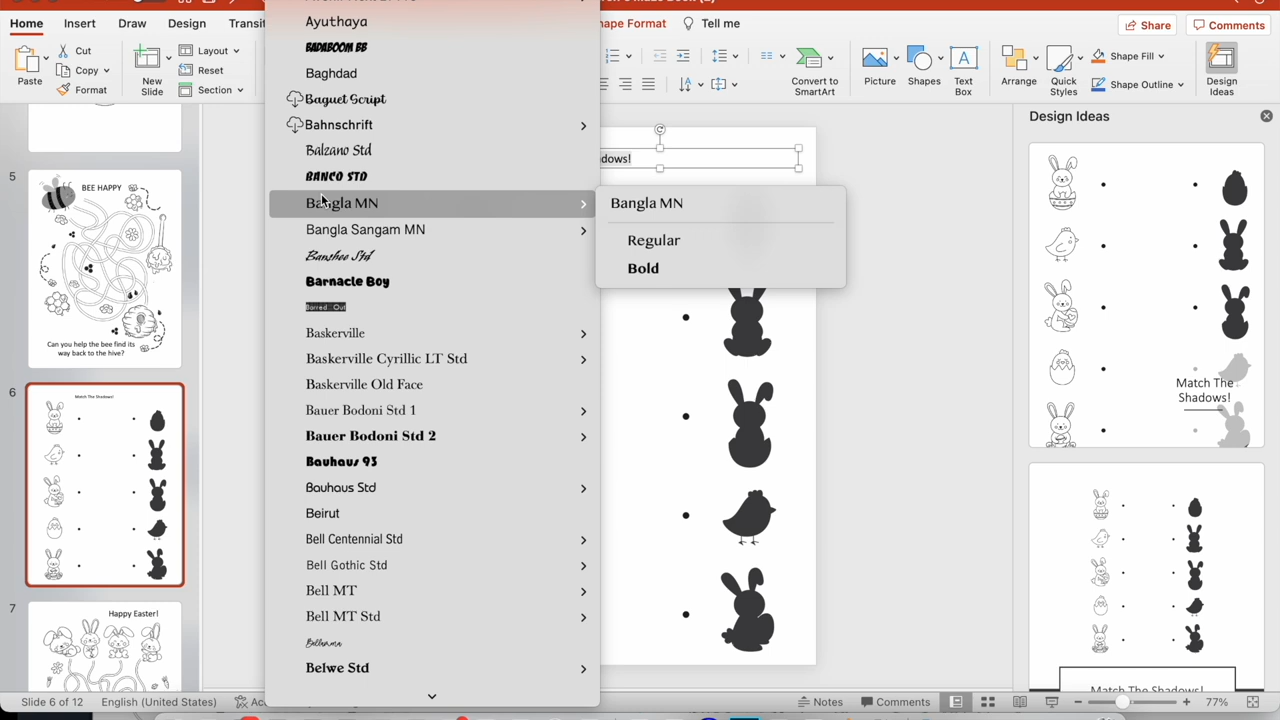 Home
Insert
Draw
Design
Transit
hape Format
Tell me
Share
Comments
Paste
Cut
Copy
Format
New
Slide
Layout
Reset
Section
Convert to
SmartArt
Picture
Shapes
Text
Box
Arrange
Quick
Styles
Shape Fill
Shape Outline
Design
Ideas
Ayuthaya
BADABOOM BB
Baghdad
Baguet Script
Bahnschrift
Balzano Std
BANCO STD
Bangla MN
Bangla Sangam MN
Banshee Std
Barnacle Boy
Barred Out
Baskerville
Baskerville Cyrillic LT Std
Baskerville Old Face
Bauer Bodoni Std 1
Bauer Bodoni Std 2
Bauhaus 93
Bauhaus Std
Beirut
Bell Centennial Std
Bell Gothic Std
Bell MT
Bell MT Std
Belwe Std
Bangla MN
Regular
Bold
dows!
5
BEE HAPPY
Can you help the bee find its
way back to the hive?
6
Match The Shadows!
7
Happy Easter!
Design Ideas
Match The
Shadows!
Match The Shadows!
Slide 6 of 12
English (United States)
Acc
Notes
Comments
77%